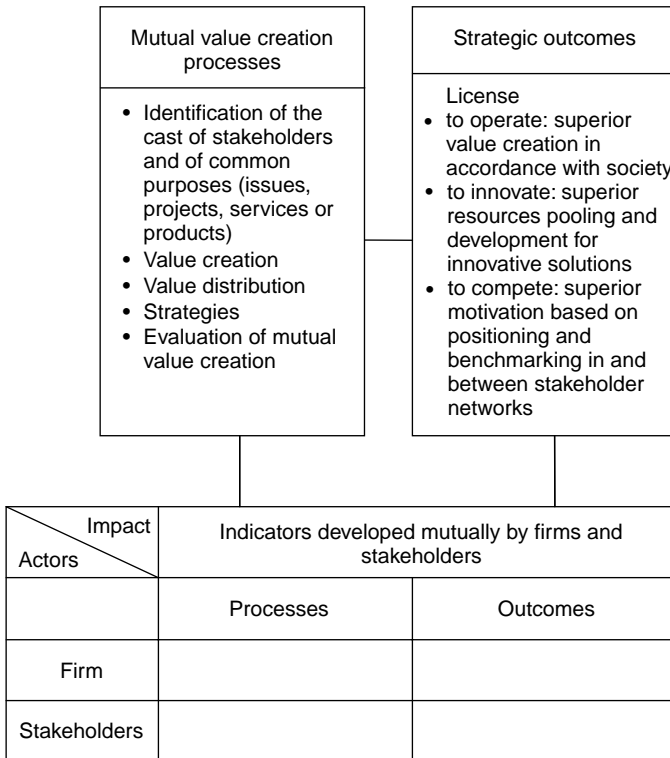 Mutual value creation
processes
• Identification of the
cast of stakeholders
and of common
purposes (issues,
projects, services or
products)
• Value creation
• Value distribution
• Strategies
• Evaluation of mutual
value creation
Strategic outcomes
License
• to operate: superior
value creation in
accordance with society
• to innovate: superior
resources pooling and
development for
innovative solutions
• to compete: superior
motivation based on
positioning and
benchmarking in and
between stakeholder
networks
Impact
Actors
Indicators developed mutually by firms and
stakeholders
Processes
Outcomes
Firm
Stakeholders